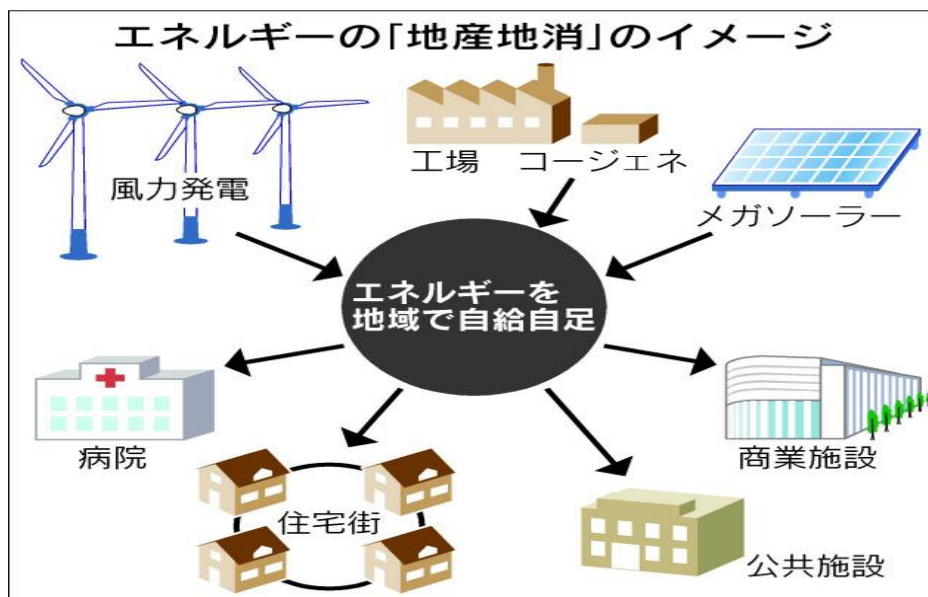 エネルギーの「地産地消」のイメージ
工場
コージェネ
風力発電
メガソーラー
エネルギーを
地域で自給自足
病院
商業施設
住宅街
公共施設